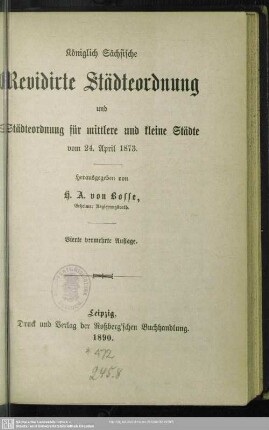 Königlich Sächsische
Revidirte Städteordnung
und
Städteordnung für mittlere und kleine Städte
vom 24. April 1873.
Herausgegeben von
H. A. von Bosse,
Geheimer Regierungsrath.
Vierte vermehrte Auflage.
Leipzig,
Druck und Verlag der Roßberg'schen Buchhandlung.
1890.